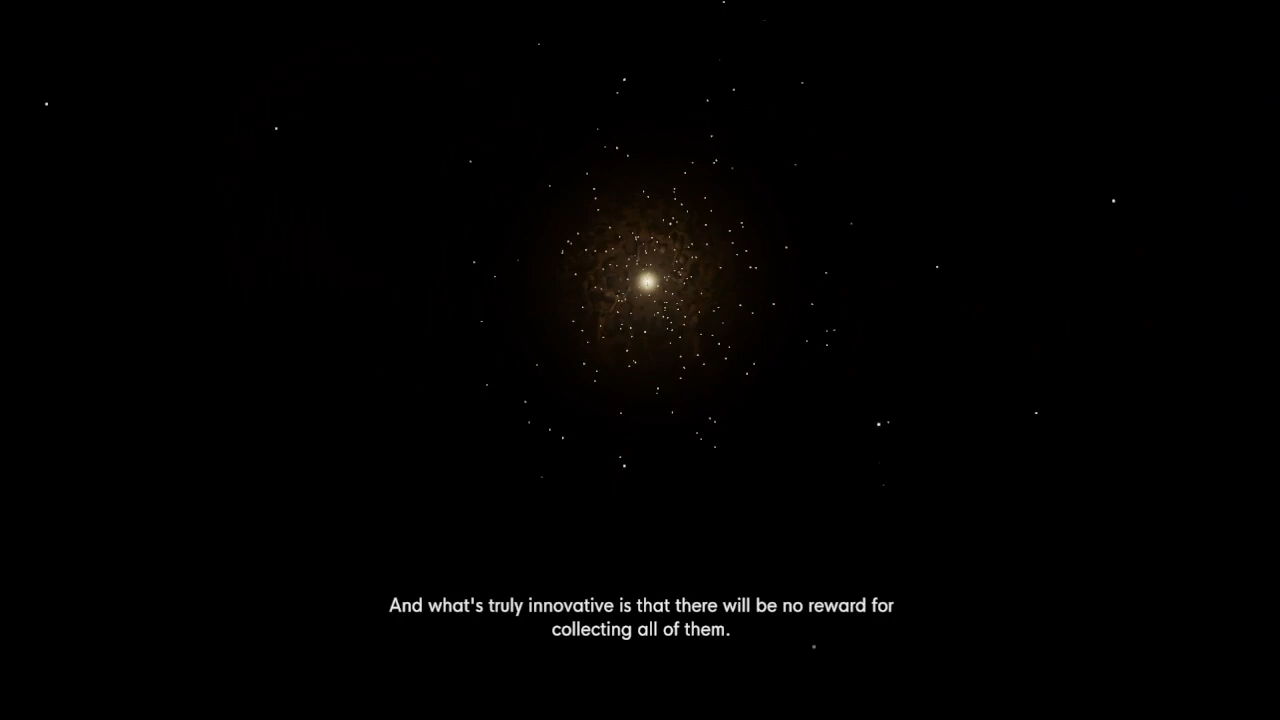 And what's truly innovative is that there will be no reward for
collecting all of them.